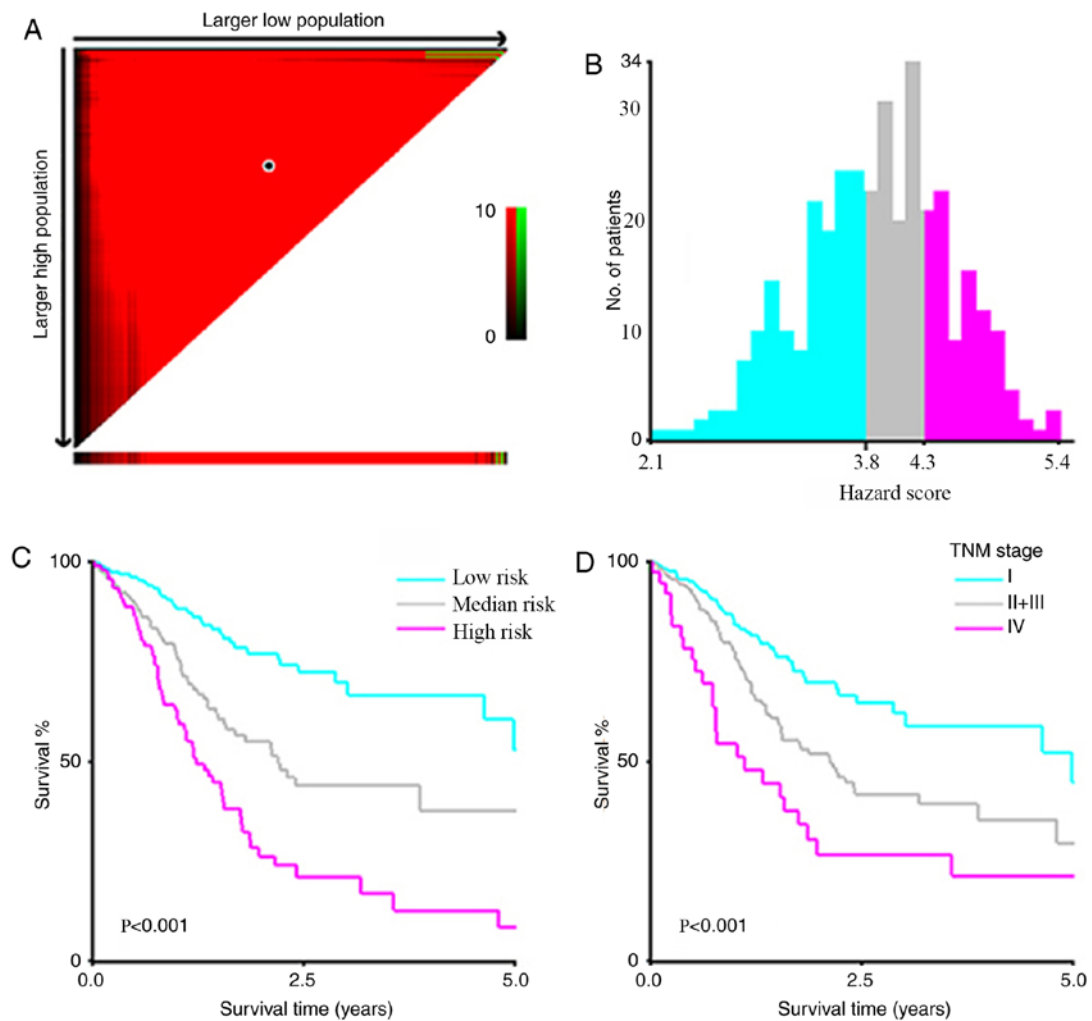 A
Larger low population
Larger high population
10
0
B
34
30
20
10
0
No. of patients
2.1
3.8
4.3
5.4
Hazard score
C
100
50
0
Survival %
Low risk
Median risk
High risk
P<0.001
0.0
2.5
5.0
Survival time (years)
D
TNM stage
I
II+III
IV
100
50
0
Survival %
P<0.001
0.0
2.5
5.0
Survival time (years)